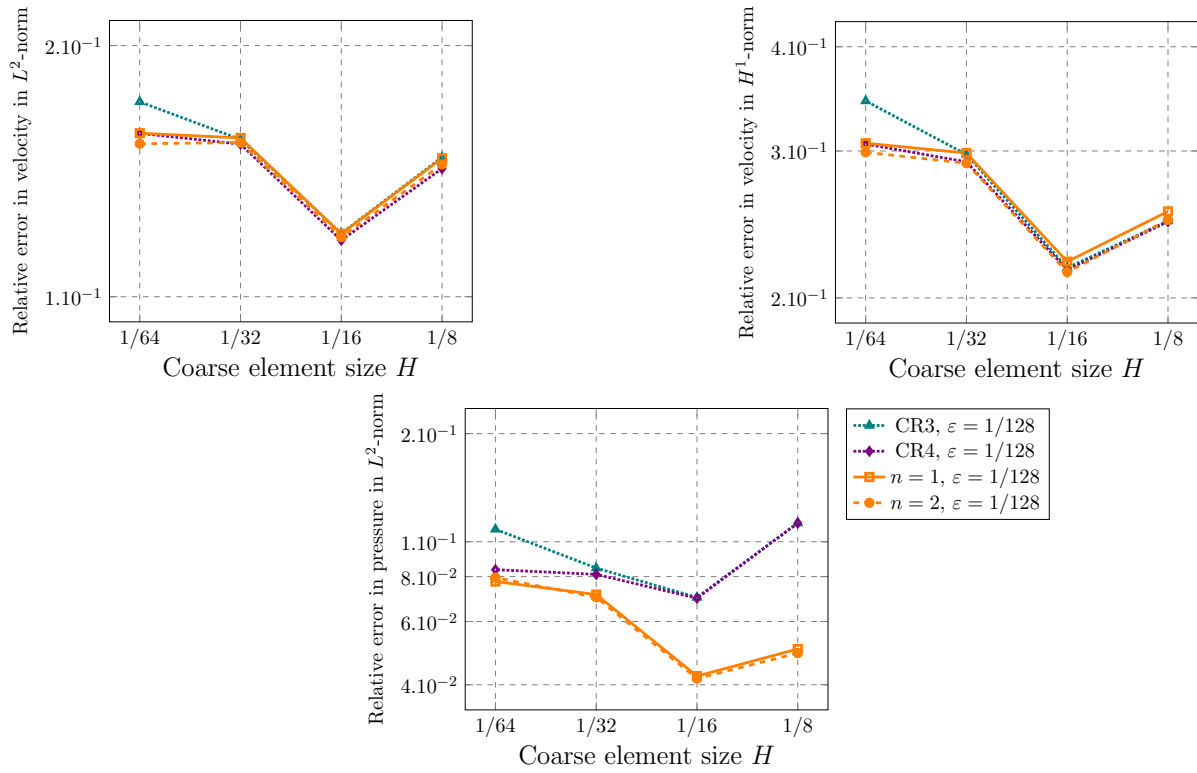 Relative error in velocity in L²-norm
2.10⁻¹
1.10⁻¹
1/64 1/32 1/16 1/8
Coarse element size H
Relative error in velocity in H¹-norm
4.10⁻¹
3.10⁻¹
2.10⁻¹
1/64 1/32 1/16 1/8
Coarse element size H
Relative error in pressure in L²-norm
2.10⁻¹
1.10⁻¹
8.10⁻²
6.10⁻²
4.10⁻²
1/64 1/32 1/16 1/8
Coarse element size H
CR3, ε = 1/128
CR4, ε = 1/128
n = 1, ε = 1/128
n = 2, ε = 1/128